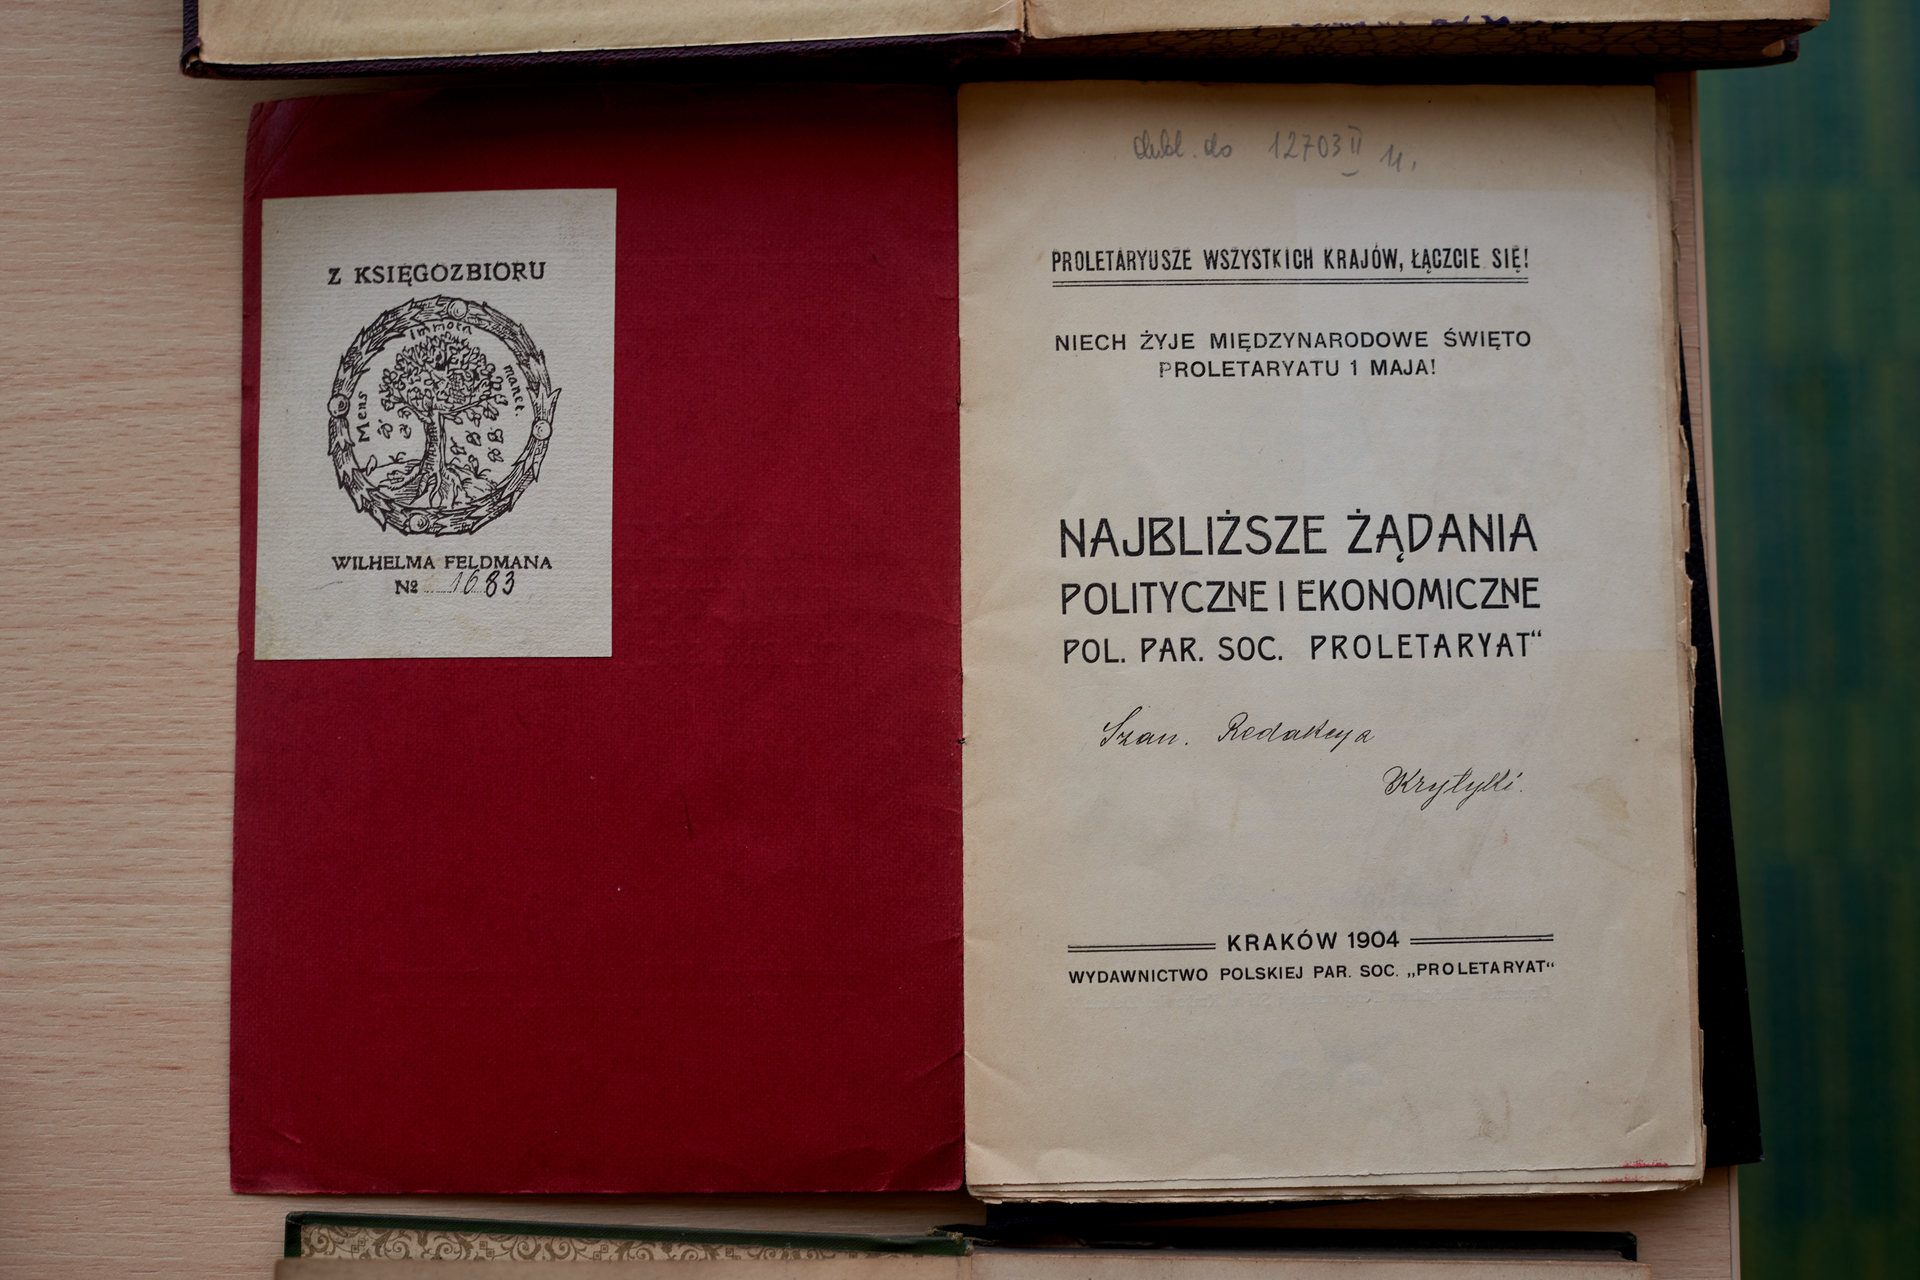 Z KSIĘGOZBIORU
Mens immota manet.
WILHELMA FELDMANA
№ 1683
dubl. do 12703 II
PROLETARYUSZE WSZYSTKICH KRAJÓW, ŁĄCZCIE SIĘ!
NIECH ŻYJE MIĘDZYNARODOWE ŚWIĘTO
PROLETARYATU 1 MAJA!
NAJBLIŻSZE ŻĄDANIA
POLITYCZNE I EKONOMICZNE
POL. PAR. SOC. PROLETARYAT“
Szan. Redakcya
Krytyki.
KRAKÓW 1904
WYDAWNICTWO POLSKIEJ PAR. SOC. „PROLETARYAT“